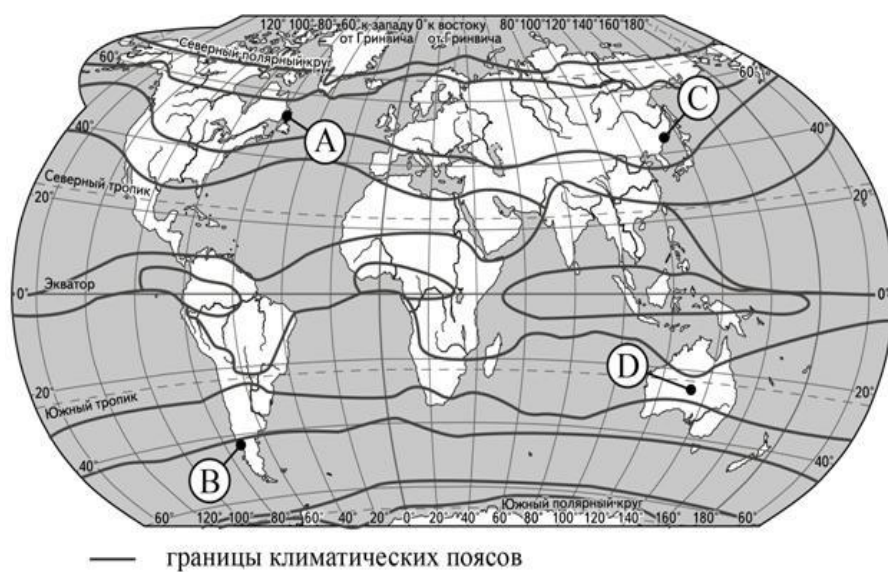 120° 100° 80° 60° к западу 0° к востоку 80° 100° 120° 140° 160° 180°
от Гринвича от Гринвича
Северный полярный круг
60° 60°
C
A
40° 40°
Северный тропик
20° 20°
Экватор
0° 0°
D
20° 20°
Южный тропик
40° 40°
B
Южный полярный круг
60° 120° 100° 80° 60° 40° 20° 0° 20° 40° 60° 80° 100° 120° 140° 160° 180° 60°
границы климатических поясов